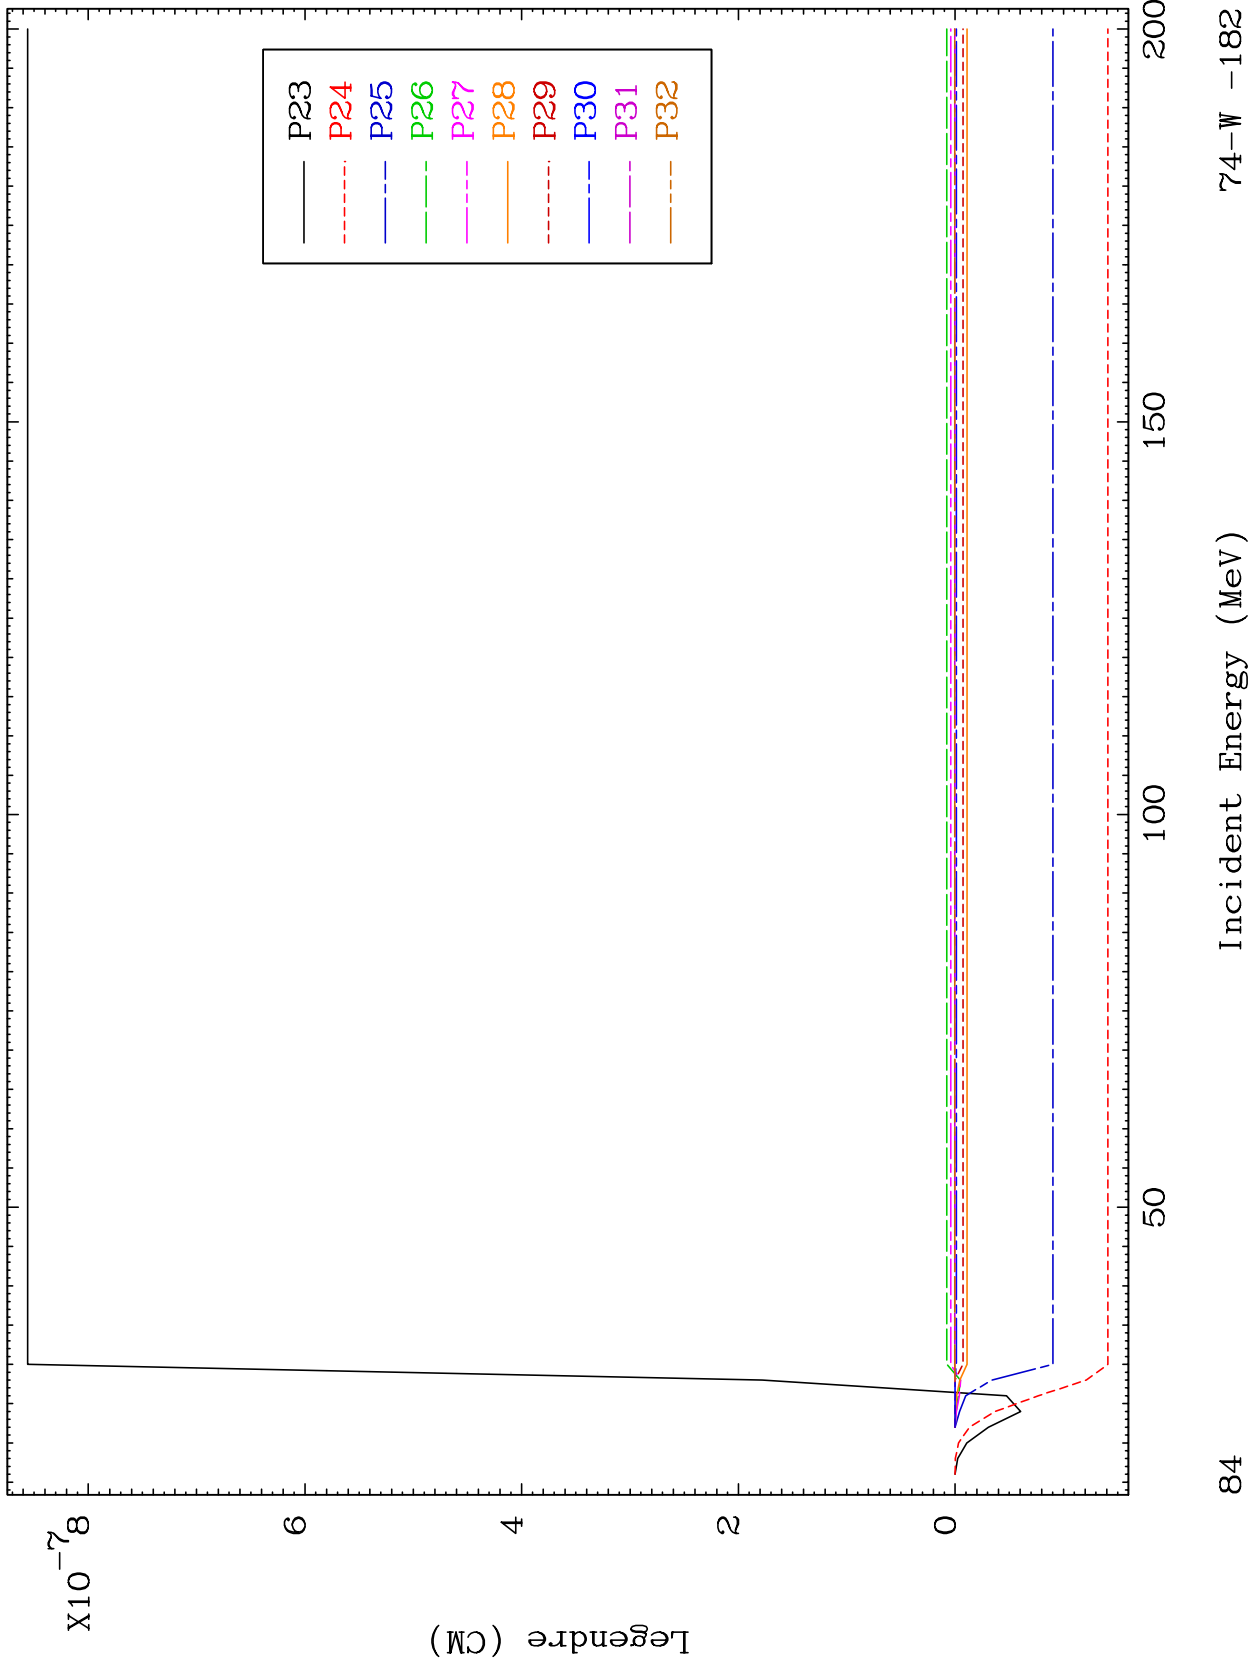 X10^-7
8
6
4
2
0
Legendre (CM)
P23
P24
P25
P26
P27
P28
P29
P30
P31
P32
50
100
150
200
Incident Energy (MeV)
84
74-W -182